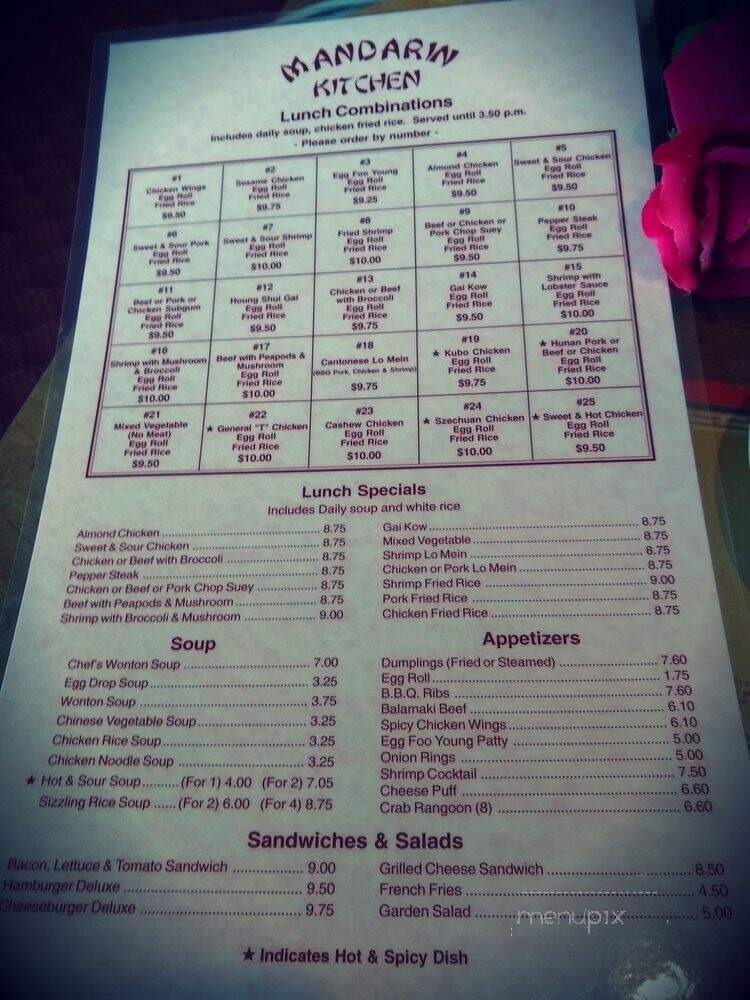 MANDARIN
KITCHEN
Lunch Combinations
Includes daily soup, chicken fried rice. Served until 3.50 p.m.
- Please order by number -
#1
Chicken Wings
Egg Roll
Fried Rice
$9.50
#2
Sesame Chicken
Egg Roll
Fried Rice
$9.75
#3
Egg Foo Young
Egg Roll
Fried Rice
$9.25
#4
Almond Chicken
Egg Roll
Fried Rice
$9.50
#5
Sweet & Sour Chicken
Egg Roll
Fried Rice
$9.50
#6
Sweet & Sour Pork
Egg Roll
Fried Rice
$9.50
#7
Sweet & Sour Shrimp
Egg Roll
Fried Rice
$10.00
#8
Fried Shrimp
Egg Roll
Fried Rice
$10.00
#9
Beef or Chicken or
Pork Chop Suey
Egg Roll
Fried Rice
$9.50
#10
Pepper Steak
Egg Roll
Fried Rice
$9.75
#11
Beef or Pork or
Chicken Subgum
Egg Roll
Fried Rice
$9.50
#12
Houng Shui Gai
Egg Roll
Fried Rice
$9.50
#13
Chicken or Beef
with Broccoli
Egg Roll
Fried Rice
$9.75
#14
Gai Kow
Egg Roll
Fried Rice
$9.50
#15
Shrimp with
Lobster Sauce
Egg Roll
Fried Rice
$10.00
#16
Shrimp with Mushroom
& Broccoli
Egg Roll
Fried Rice
$10.00
#17
Beef with Peapods &
Mushroom
Egg Roll
Fried Rice
$10.00
#18
Cantonese Lo Mein
(BBQ Pork, Chicken & Shrimp)
$9.75
#19
★ Kubo Chicken
Egg Roll
Fried Rice
$9.75
#20
★ Hunan Pork or
Beef or Chicken
Egg Roll
Fried Rice
$10.00
#21
Mixed Vegetable
(No Meat)
Egg Roll
Fried Rice
$9.50
#22
★ General "T" Chicken
Egg Roll
Fried Rice
$10.00
#23
Cashew Chicken
Egg Roll
Fried Rice
$10.00
#24
★ Szechuan Chicken
Egg Roll
Fried Rice
$10.00
#25
★ Sweet & Hot Chicken
Egg Roll
Fried Rice
$9.50
Lunch Specials
Includes Daily soup and white rice
Almond Chicken 8.75
Sweet & Sour Chicken 8.75
Chicken or Beef with Broccoli 8.75
Pepper Steak 8.75
Chicken or Beef or Pork Chop Suey 8.75
Beef with Peapods & Mushroom 8.75
Shrimp with Broccoli & Mushroom 9.00
Gai Kow 8.75
Mixed Vegetable 8.75
Shrimp Lo Mein 8.75
Chicken or Pork Lo Mein 8.75
Shrimp Fried Rice 9.00
Pork Fried Rice 8.75
Chicken Fried Rice 8.75
Soup
Chef's Wonton Soup 7.00
Egg Drop Soup 3.25
Wonton Soup 3.75
Chinese Vegetable Soup 3.25
Chicken Rice Soup 3.25
Chicken Noodle Soup 3.25
★ Hot & Sour Soup (For 1) 4.00 (For 2) 7.05
Sizzling Rice Soup (For 2) 6.00 (For 4) 8.75
Appetizers
Dumplings (Fried or Steamed) 7.60
Egg Roll 1.75
B.B.Q. Ribs 7.60
Balamaki Beef 6.10
Spicy Chicken Wings 6.10
Egg Foo Young Patty 5.00
Onion Rings 5.00
Shrimp Cocktail 7.50
Cheese Puff 6.60
Crab Rangoon (8) 6.60
Sandwiches & Salads
Bacon, Lettuce & Tomato Sandwich 9.00
Hamburger Deluxe 9.50
Cheeseburger Deluxe 9.75
Grilled Cheese Sandwich 8.50
French Fries 4.50
Garden Salad 5.00
menupix
★ Indicates Hot & Spicy Dish